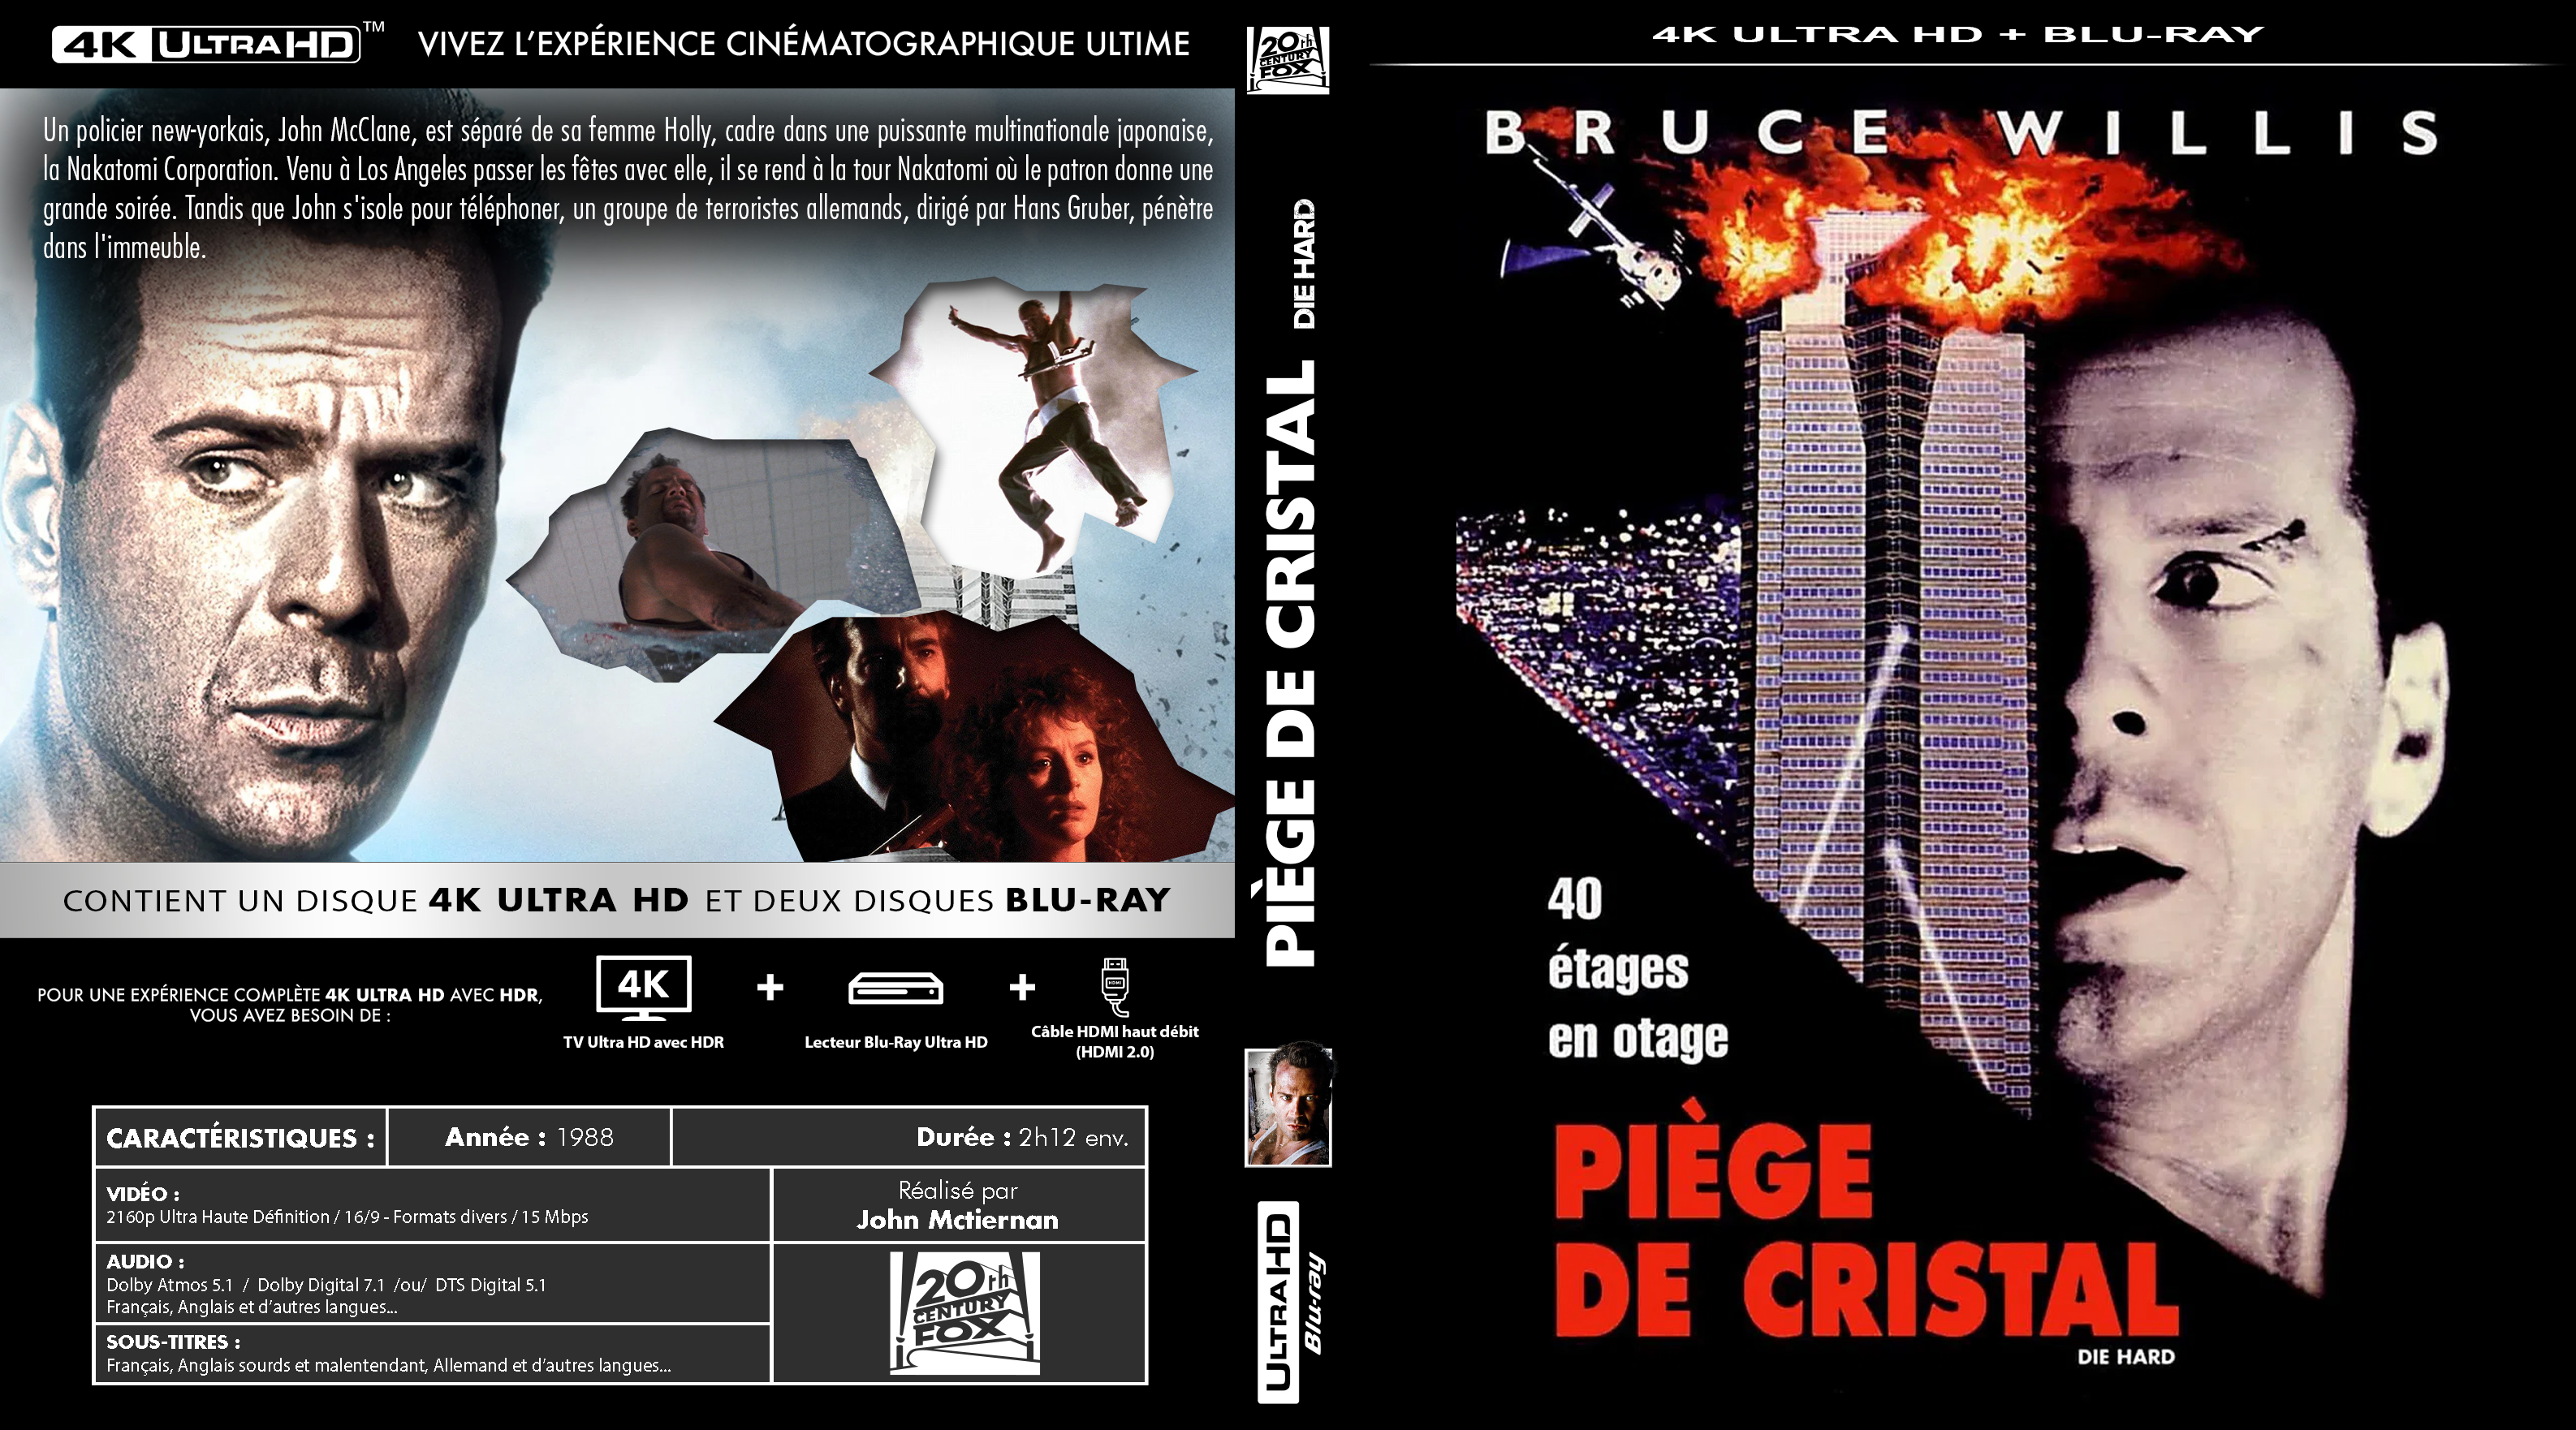 4K ULTRA HD™
VIVEZ L'EXPÉRIENCE CINÉMATOGRAPHIQUE ULTIME
Un policier new-yorkais, John McClane, est séparé de sa femme Holly, cadre dans une puissante multinationale japonaise,
la Nakatomi Corporation. Venu à Los Angeles passer les fêtes avec elle, il se rend à la tour Nakatomi où le patron donne une
grande soirée. Tandis que John s'isole pour téléphoner, un groupe de terroristes allemands, dirigé par Hans Gruber, pénètre
dans l'immeuble.
CONTIENT UN DISQUE 4K ULTRA HD ET DEUX DISQUES BLU-RAY
POUR UNE EXPÉRIENCE COMPLÈTE 4K ULTRA HD AVEC HDR,
VOUS AVEZ BESOIN DE :
4K
+
+
HDMI
TV Ultra HD avec HDR
Lecteur Blu-Ray Ultra HD
Câble HDMI haut débit
(HDMI 2.0)
CARACTÉRISTIQUES :
Année : 1988
Durée : 2h12 env.
VIDÉO :
2160p Ultra Haute Définition / 16/9 - Formats divers / 15 Mbps
Réalisé par
John Mctiernan
AUDIO :
Dolby Atmos 5.1 / Dolby Digital 7.1 /ou/ DTS Digital 5.1
Français, Anglais et d'autres langues...
SOUS-TITRES :
Français, Anglais sourds et malentendant, Allemand et d'autres langues...
20th
CENTURY
FOX
20th
CENTURY
FOX
PIÈGE DE CRISTAL DIE HARD
ULTRA HD
Blu-ray
4K ULTRA HD + BLU-RAY
BRUCE WILLIS
40
étages
en otage
PIÈGE
DE CRISTAL
DIE HARD